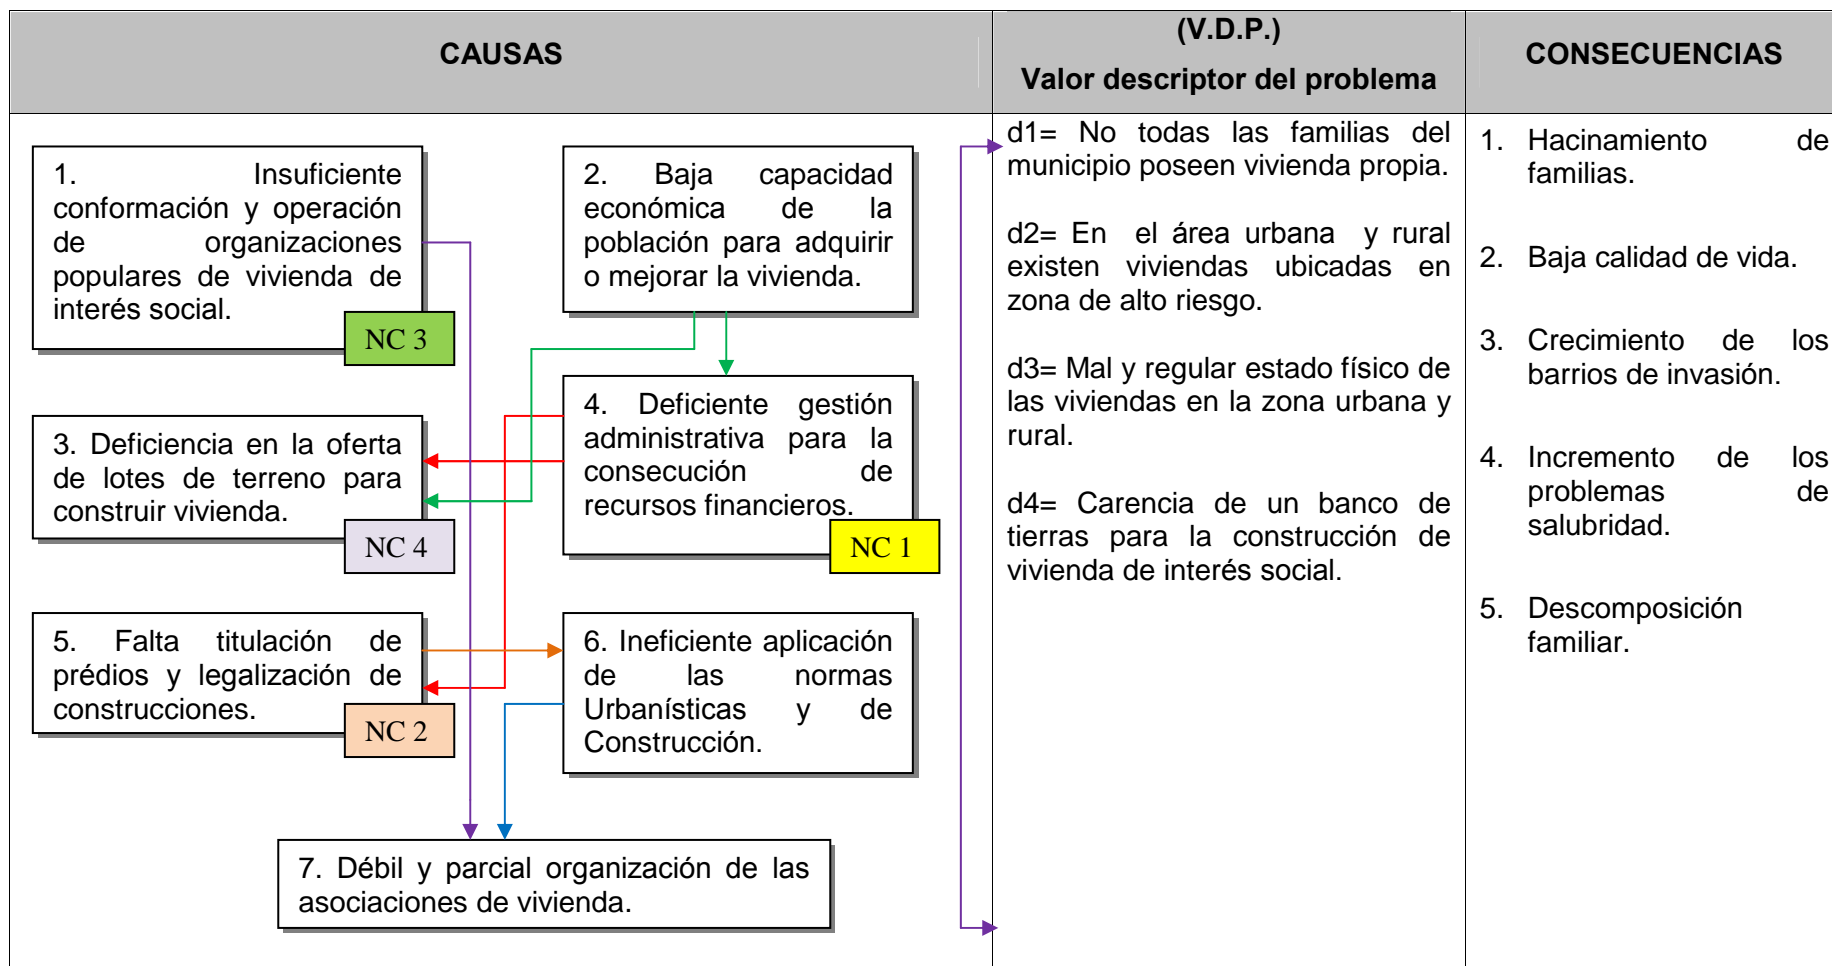 CAUSAS
(V.D.P.)
Valor descriptor del problema
CONSECUENCIAS
1. Insuficiente
conformación y operación
de organizaciones
populares de vivienda de
interés social.
NC 3
2. Baja capacidad
económica de la
población para adquirir
o mejorar la vivienda.
3. Deficiencia en la oferta
de lotes de terreno para
construir vivienda.
NC 4
4. Deficiente gestión
administrativa para la
consecución de
recursos financieros.
NC 1
5. Falta titulación de
prédios y legalización de
construcciones.
NC 2
6. Ineficiente aplicación
de las normas
Urbanísticas y de
Construcción.
7. Débil y parcial organización de las
asociaciones de vivienda.
d1= No todas las familias del
municipio poseen vivienda propia.
d2= En el área urbana y rural
existen viviendas ubicadas en
zona de alto riesgo.
d3= Mal y regular estado físico de
las viviendas en la zona urbana y
rural.
d4= Carencia de un banco de
tierras para la construcción de
vivienda de interés social.
1. Hacinamiento de
familias.
2. Baja calidad de vida.
3. Crecimiento de los
barrios de invasión.
4. Incremento de los
problemas de
salubridad.
5. Descomposición
familiar.